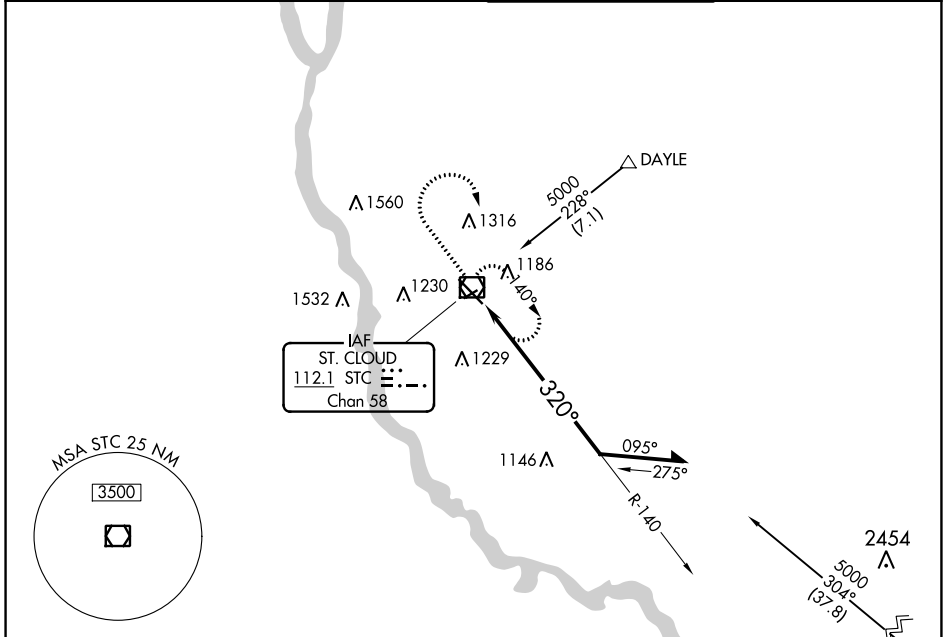 DAYLE
5000
228°
(7.1)
1560
1316
1186
140°
1230
1532
IAF
ST. CLOUD
112.1 STC
Chan 58
1229
320°
1146
095°
275°
R-140
MSA STC 25 NM
3500
2454
5000
304°
(37.8)